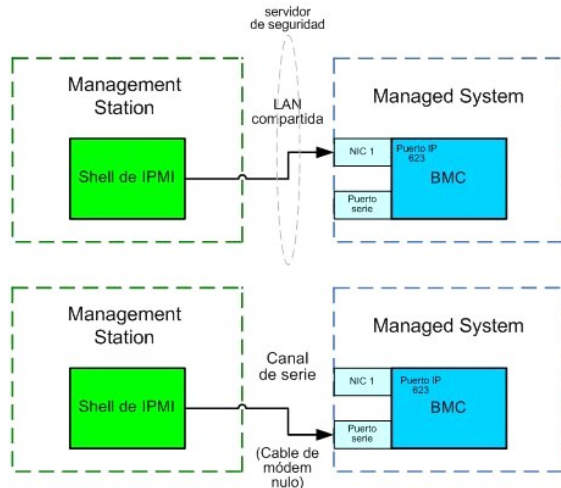 servidor
de seguridad
Management
Station
LAN
compartida
Managed System
Shell de IPMI
NIC 1
Puerto IP
623
BMC
Puerto
serie
Management
Station
Managed System
Canal
de serie
Shell de IPMI
NIC 1
Puerto IP
623
BMC
Puerto
serie
(Cable de
módem
nulo)